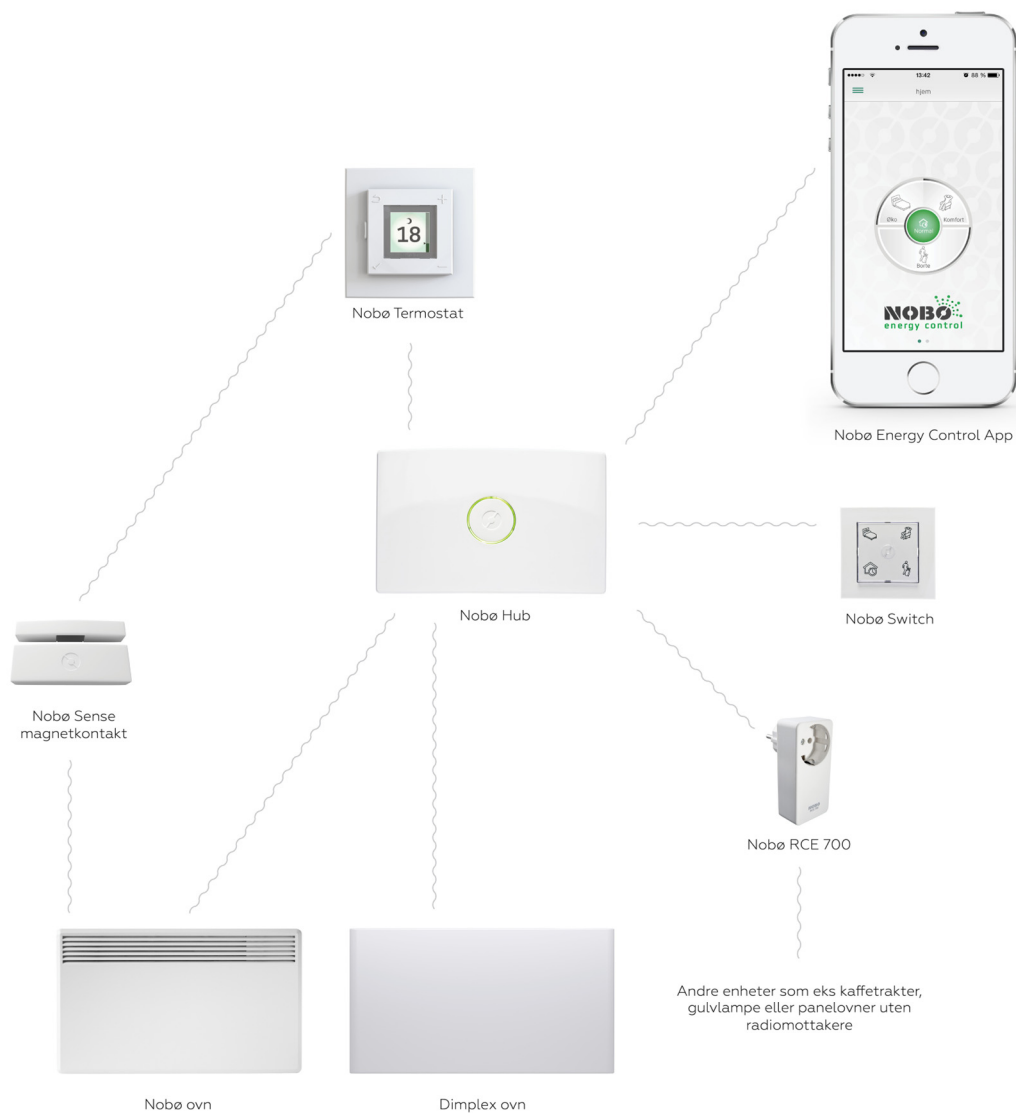 13:42
88 %
hjem
Øko
Komfort
Normal
Borte
NOBØ
energy control
18
Nobø Termostat
Nobø Energy Control App
Nobø Hub
Nobø Switch
Nobø Sense
magnetkontakt
NOBØ
Nobø RCE 700
Andre enheter som eks kaffetrakter,
gulvlampe eller panelovner uten
radiomottakere
Nobø ovn
Dimplex ovn